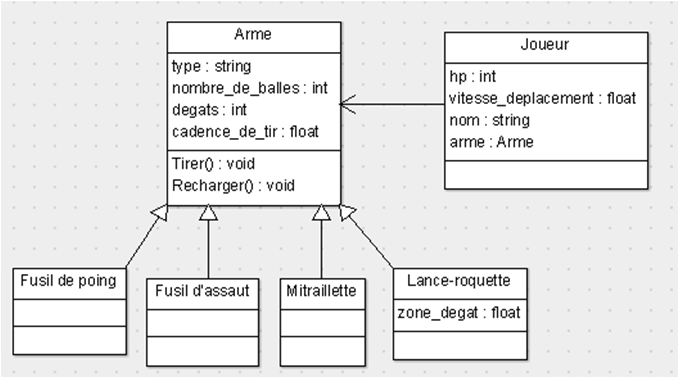 Arme
type : string
nombre_de_balles : int
degats : int
cadence_de_tir : float
Tirer() : void
Recharger() : void
Joueur
hp : int
vitesse_deplacement : float
nom : string
arme : Arme
Fusil de poing
Fusil d'assaut
Mitraillette
Lance-roquette
zone_degat : float